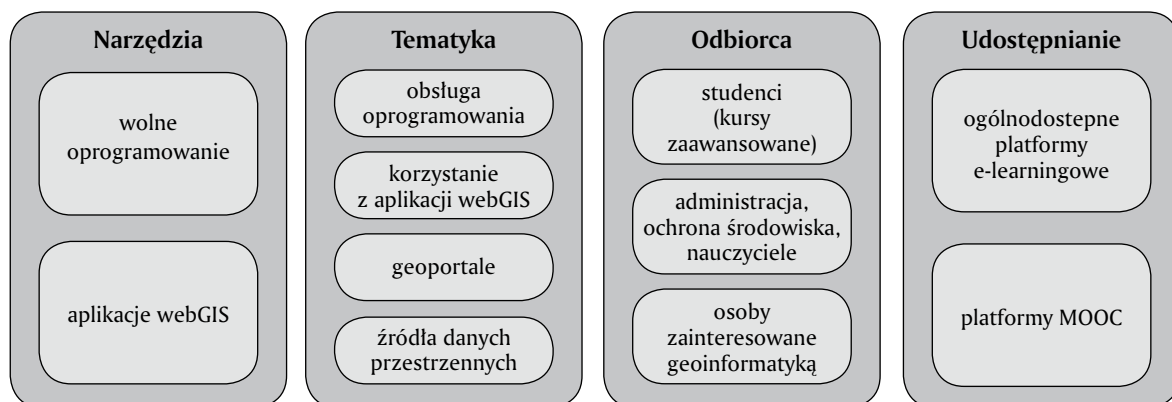 Narzędzia
wolne
oprogramowanie
aplikacje webGIS
Tematyka
obsługa
oprogramowania
korzystanie
z aplikacji webGIS
geoportale
źródła danych
przestrzennych
Odbiorca
studenci
(kursy
zaawansowane)
administracja,
ochrona środowiska,
nauczyciele
osoby
zainteresowane
geoinformatyką
Udostępnianie
ogólnodostepne
platformy
e-learningowe
platformy MOOC